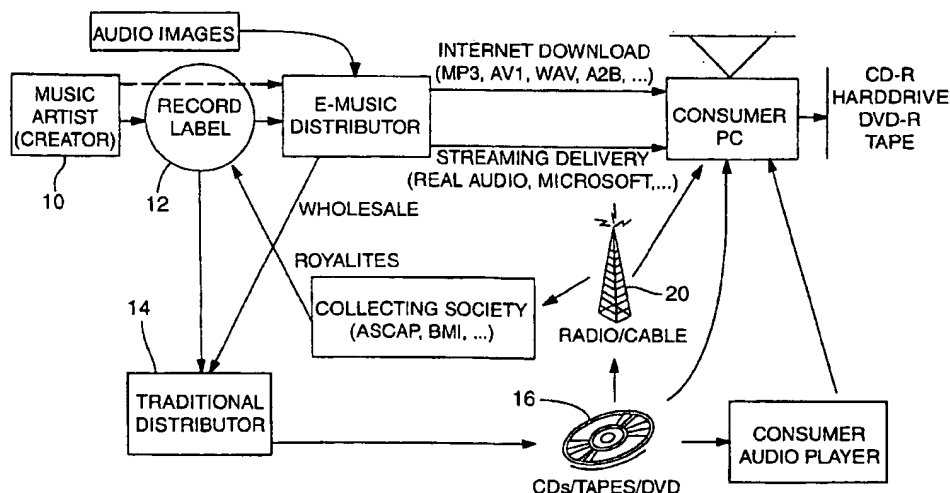 AUDIO IMAGES
MUSIC
ARTIST
(CREATOR)
10
RECORD
LABEL
12
E-MUSIC
DISTRIBUTOR
INTERNET DOWNLOAD
(MP3, AV1, WAV, A2B, ...)
STREAMING DELIVERY
(REAL AUDIO, MICROSOFT,...)
CONSUMER
PC
CD-R
HARDDRIVE
DVD-R
TAPE
WHOLESALE
ROYALITES
COLLECTING SOCIETY
(ASCAP, BMI, ...)
20
RADIO/CABLE
14
TRADITIONAL
DISTRIBUTOR
16
CDs/TAPES/DVD
CONSUMER
AUDIO PLAYER